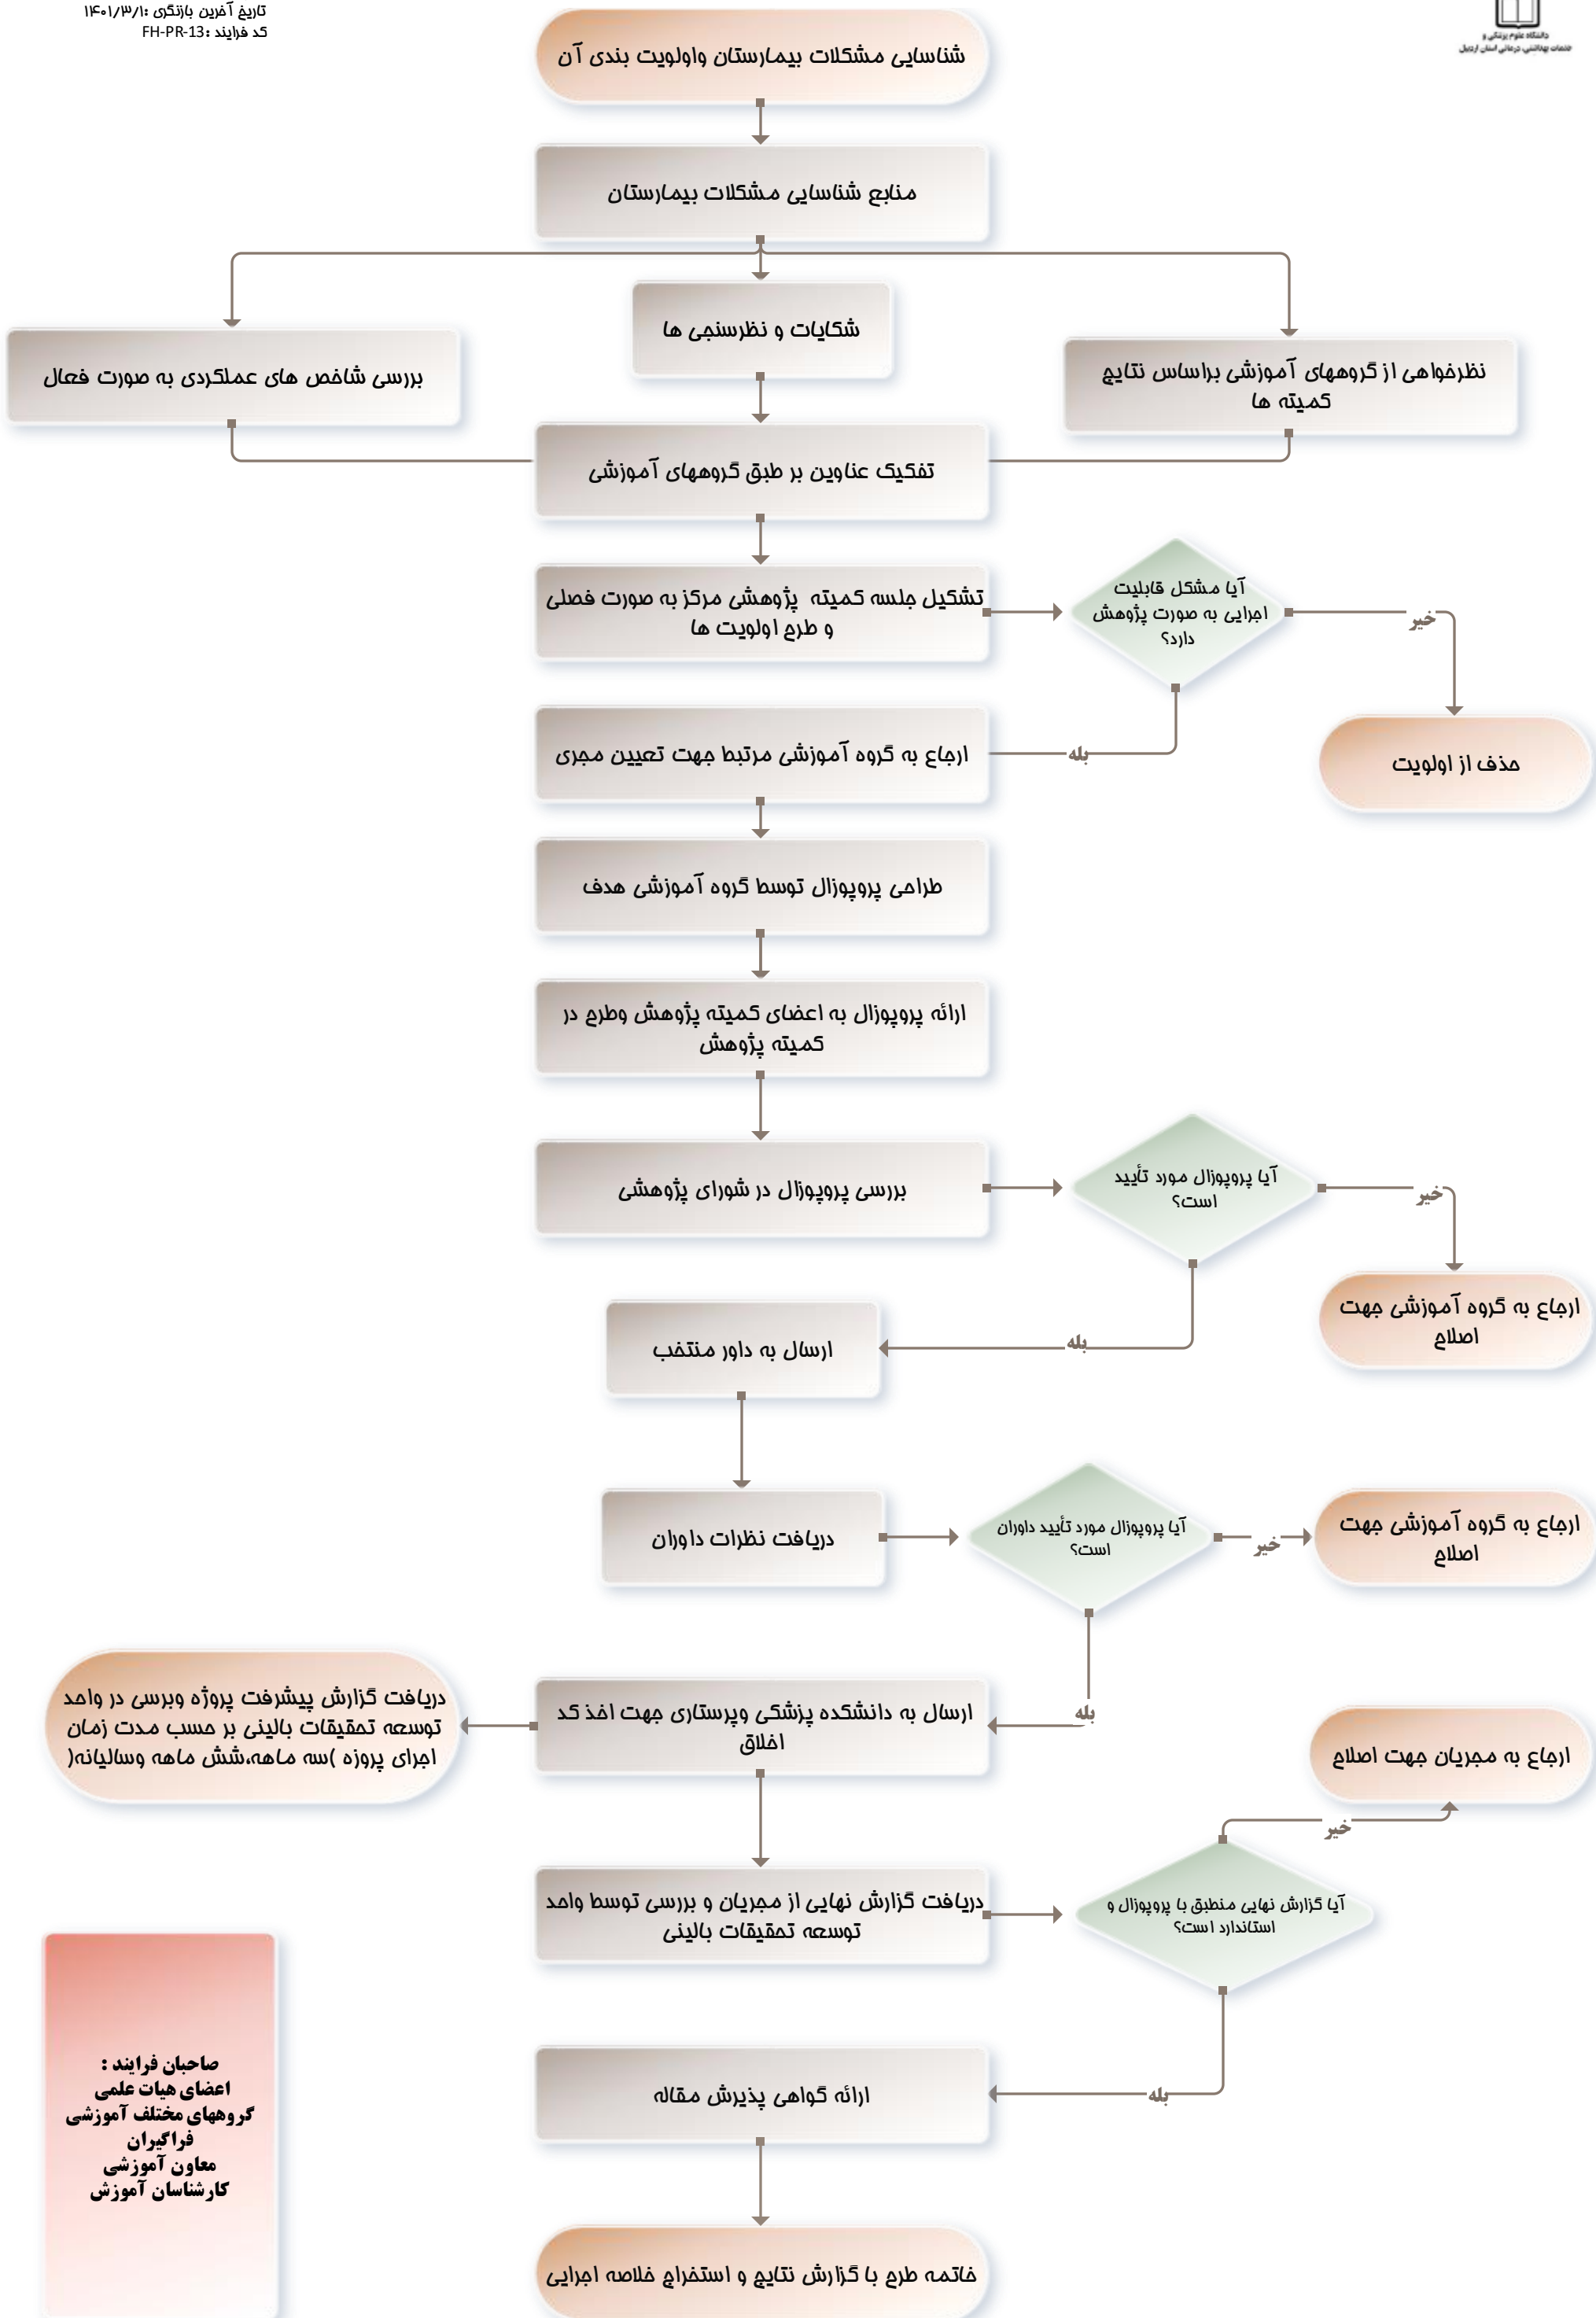 تاریخ آخرین بازنگری :۱۴۰۱/۳/۱
کد فرایند :FH-PR-13
دانشگاه علوم پزشکی و
خدمات بهداشتی، درمانی استان اردبیل
شناسایی مشکلات بیمارستان واولویت بندی آن
منابع شناسایی مشکلات بیمارستان
نظرخواهی از گروههای آموزشی براساس نتایج
کمیته ها
شکایات و نظرسنجی ها
بررسی شاخص های عملکردی به صورت فعال
تفکیک عناوین بر طبق گروههای آموزشی
تشکیل جلسه کمیته پژوهشی مرکز به صورت فصلی
و طرح اولویت ها
آیا مشکل قابلیت
اجرایی به صورت پژوهش
دارد؟
خیر
حذف از اولویت
بله
ارجاع به گروه آموزشی مرتبط جهت تعیین مجری
طراحی پروپوزال توسط گروه آموزشی هدف
ارائه پروپوزال به اعضای کمیته پژوهش وطرح در
کمیته پژوهش
بررسی پروپوزال در شورای پژوهشی
آیا پروپوزال مورد تأیید
است؟
خیر
ارجاع به گروه آموزشی جهت
اصلاح
بله
ارسال به داور منتخب
دریافت نظرات داوران
آیا پروپوزال مورد تأیید داوران
است؟
خیر
ارجاع به گروه آموزشی جهت
اصلاح
بله
ارسال به دانشکده پزشکی وپرستاری جهت اخذ کد
اخلاق
دریافت گزارش پیشرفت پروژه وبرسی در واحد
توسعه تحقیقات بالینی بر حسب مدت زمان
اجرای پروزه )سه ماهه،شش ماهه وسالیانه(
ارجاع به مجریان جهت اصلاح
خیر
دریافت گزارش نهایی از مجریان و بررسی توسط واحد
توسعه تحقیقات بالینی
آیا گزارش نهایی منطبق با پروپوزال و
استاندارد است؟
بله
ارائه گواهی پذیرش مقاله
خاتمه طرح با گزارش نتایج و استخراج خلاصه اجرایی
صاحبان فرایند :
اعضای هیات علمی
گروههای مختلف آموزشی
فراگیران
معاون آموزشی
کارشناسان آموزش